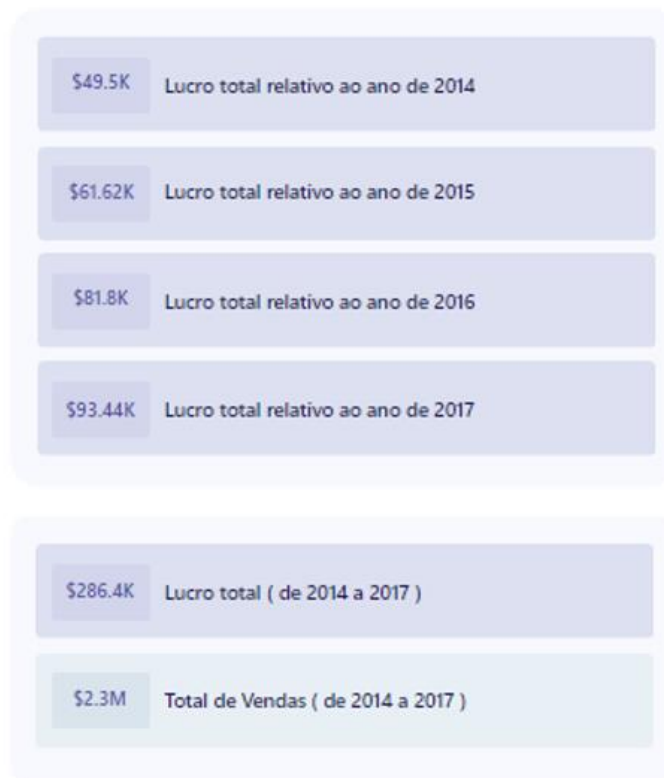 $49.5K Lucro total relativo ao ano de 2014
$61.62K Lucro total relativo ao ano de 2015
$81.8K Lucro total relativo ao ano de 2016
$93.44K Lucro total relativo ao ano de 2017
$286.4K Lucro total ( de 2014 a 2017 )
$2.3M Total de Vendas ( de 2014 a 2017 )